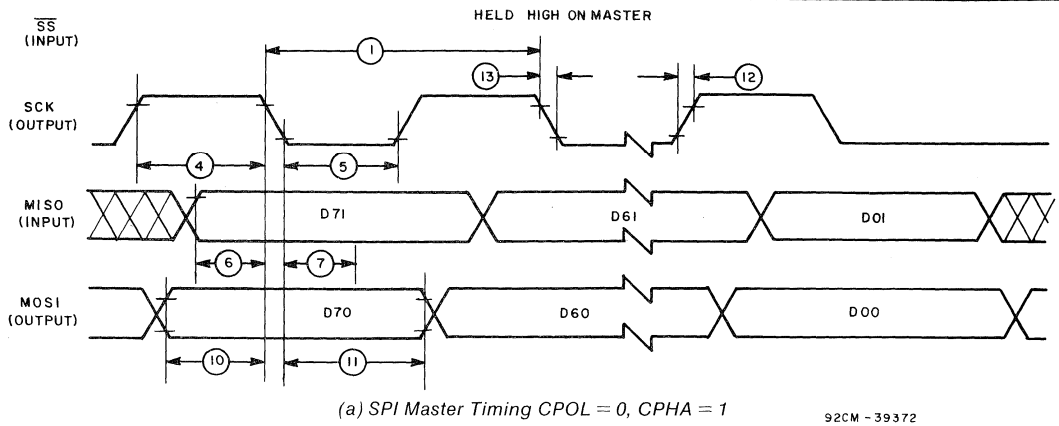 HELD HIGH ON MASTER
SS
(INPUT)
1
13
12
SCK
(OUTPUT)
4
5
MISO
(INPUT)
D71
D61
D01
6
7
MOSI
(OUTPUT)
D70
D60
D00
10
11
(a) SPI Master Timing CPOL = 0, CPHA = 1
92CM-39372